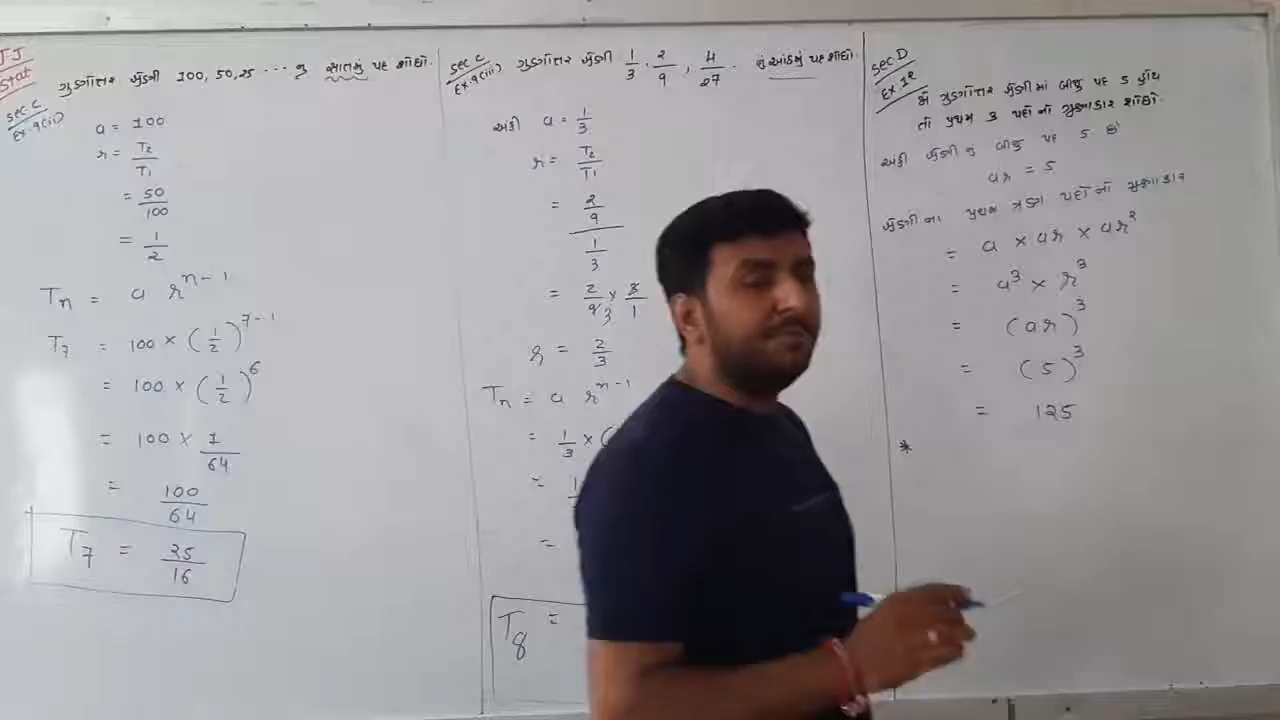 J.J
Stat
Sec.C
Ex.9(i)
ગુણોત્તર શ્રેણી 100, 50, 25 ... નું સાતમું પદ શોધો.
a = 100
r = T₂/T₁
= 50/100
= 1/2
Tn = a r^(n-1)
T₇ = 100 × (1/2)^(7-1)
= 100 × (1/2)^6
= 100 × 1/64
= 100/64
T₇ = 25/16
Sec C
Ex.9(ii)
ગુણોત્તર શ્રેણી 1/3, 2/9, 4/27. નું આઠમું પદ શોધો.
અહીં a = 1/3
r = T₂/T₁
= 2/9 / 1/3
= 2/9 × 3/1
3
r = 2/3
Tn = a r^(n-1)
= 1/3 × (
= 1
=
T₈ =
Sec D
Ex 12
ગુણોત્તર શ્રેણી માં બીજુ પદ 5 હોય
તો પ્રથમ 3 પદોનો ગુણાકાર શોધો.
અહીં શ્રેણી નું બીજુ પદ 5 છે
ar = 5
શ્રેણીના પ્રથમ ત્રણ પદોનો ગુણાકાર
= a × ar × ar²
= a³ × r³
= (ar)³
= (5)³
= 125
*